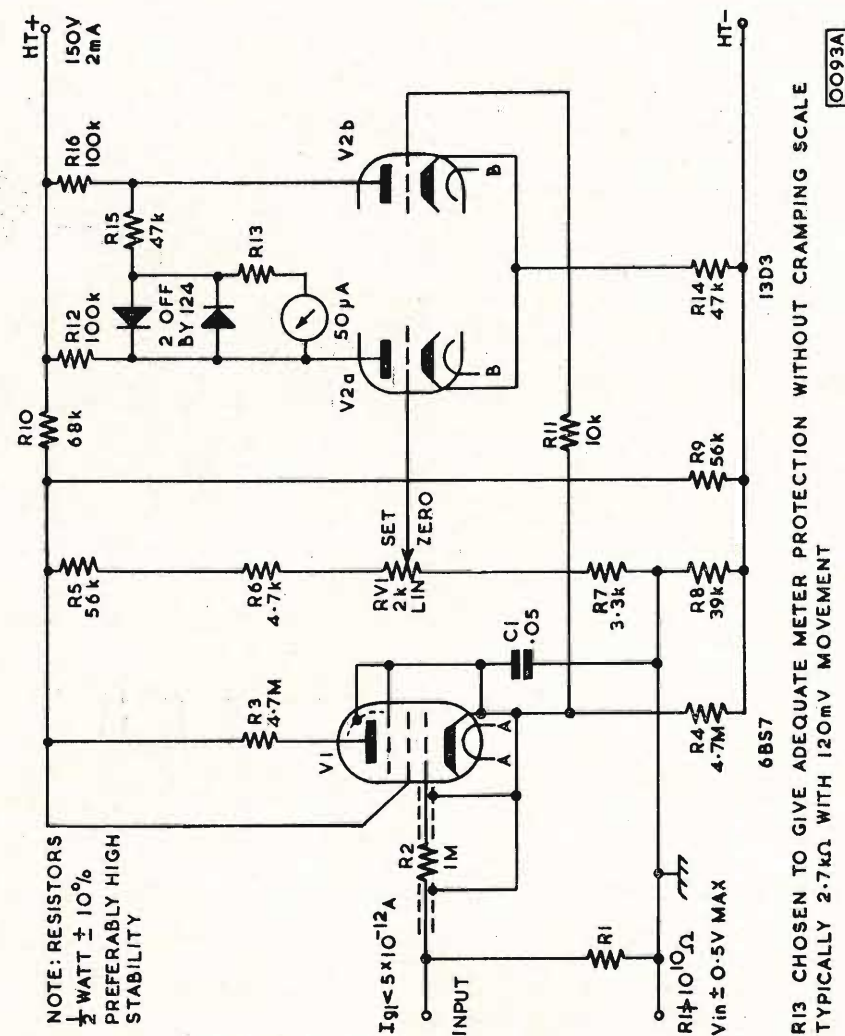 NOTE: RESISTORS
½ WATT ± 10%
PREFERABLY HIGH
STABILITY
HT+
150V
2mA
R10
68k
R12
100k
R16
100k
R15
47k
2 OFF
BY 124
R13
50µA
R5
56k
R3
4·7M
R6
4·7k
V1
V2a
V2b
SET
ZERO
RV1
2k
LIN
Ig1<5×10⁻¹²A
R2
1M
A
A
B
B
C1
·05
R11
10k
INPUT
R1
R7
3·3k
R4
4·7M
R8
39k
R9
56k
R14
47k
HT-
R1≯10¹⁰Ω
Vin ± 0·5V MAX
6BS7
13D3
R13 CHOSEN TO GIVE ADEQUATE METER PROTECTION WITHOUT CRAMPING SCALE
TYPICALLY 2·7kΩ WITH 120mV MOVEMENT
0093A